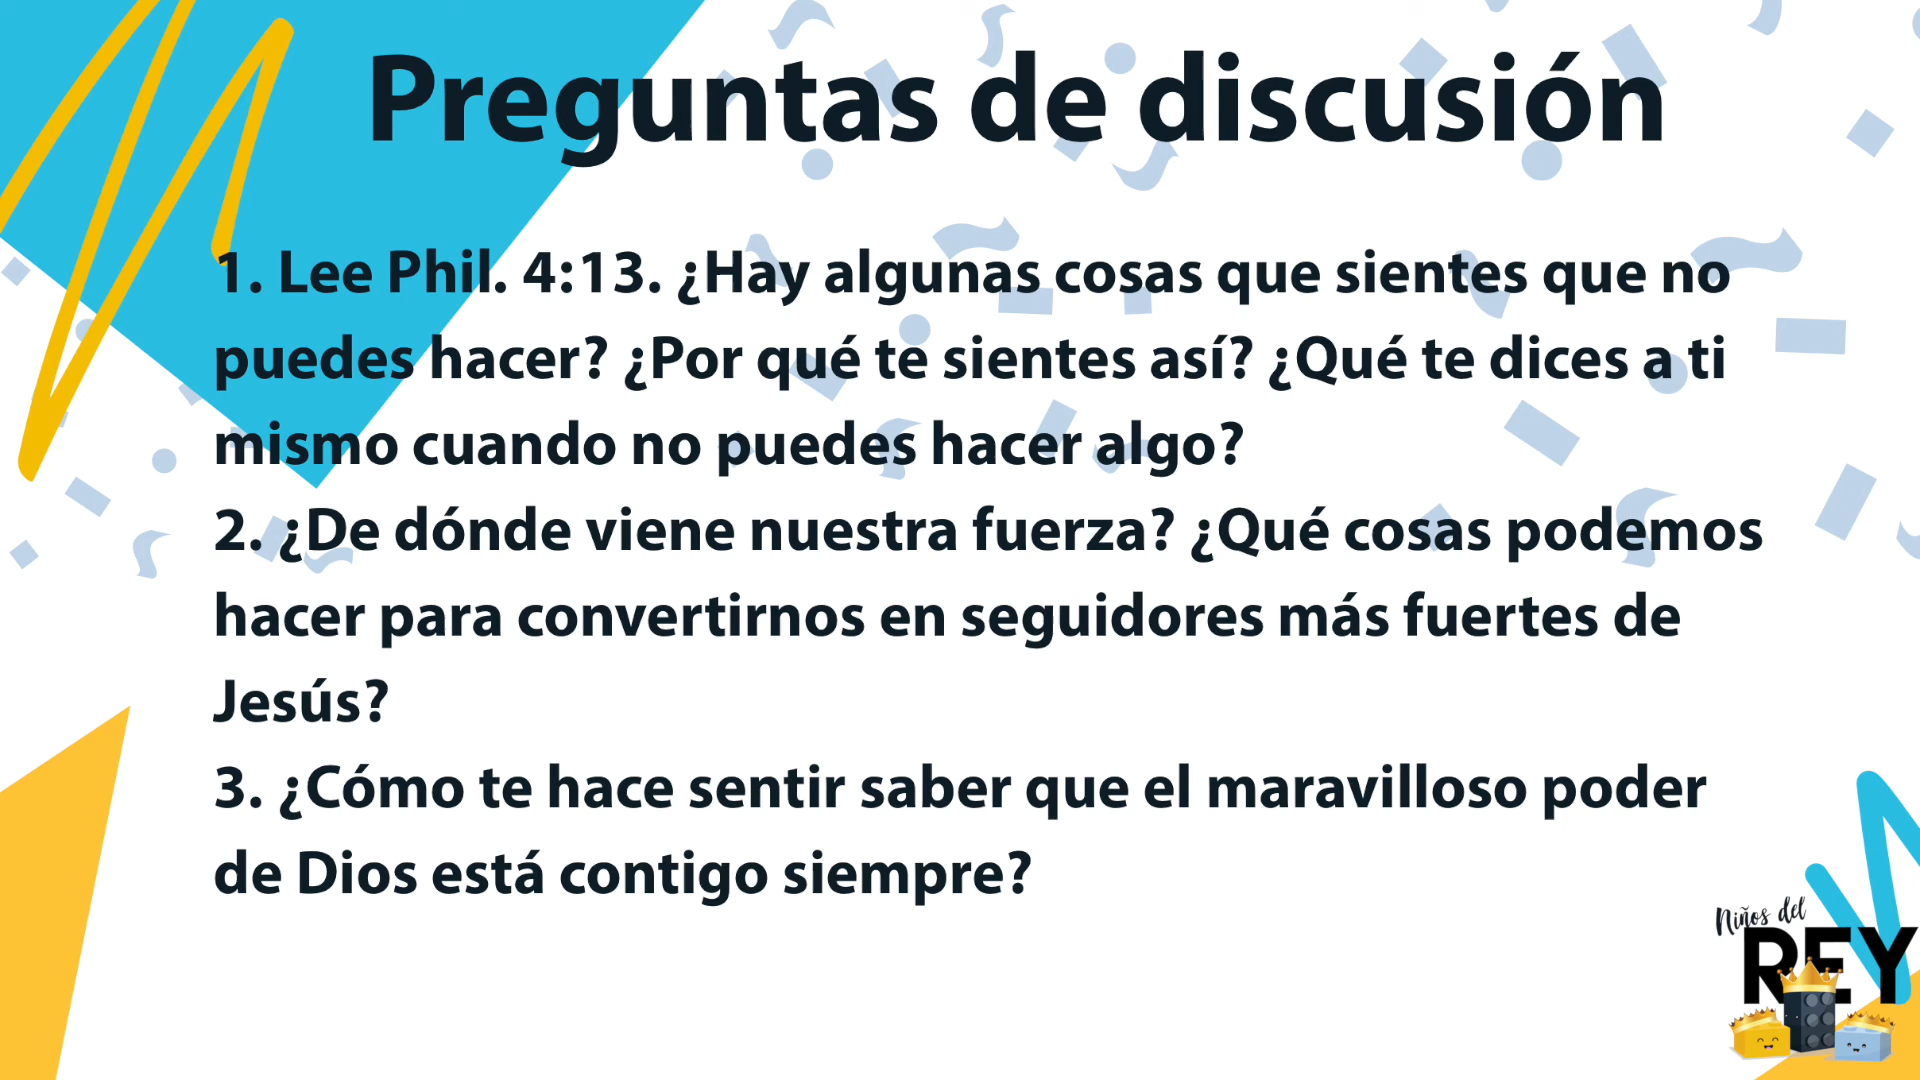 Preguntas de discusión
1. Lee Phil. 4:13. ¿Hay algunas cosas que sientes que no
puedes hacer? ¿Por qué te sientes así? ¿Qué te dices a ti
mismo cuando no puedes hacer algo?
2. ¿De dónde viene nuestra fuerza? ¿Qué cosas podemos
hacer para convertirnos en seguidores más fuertes de
Jesús?
3. ¿Cómo te hace sentir saber que el maravilloso poder
de Dios está contigo siempre?
Niños del
REY